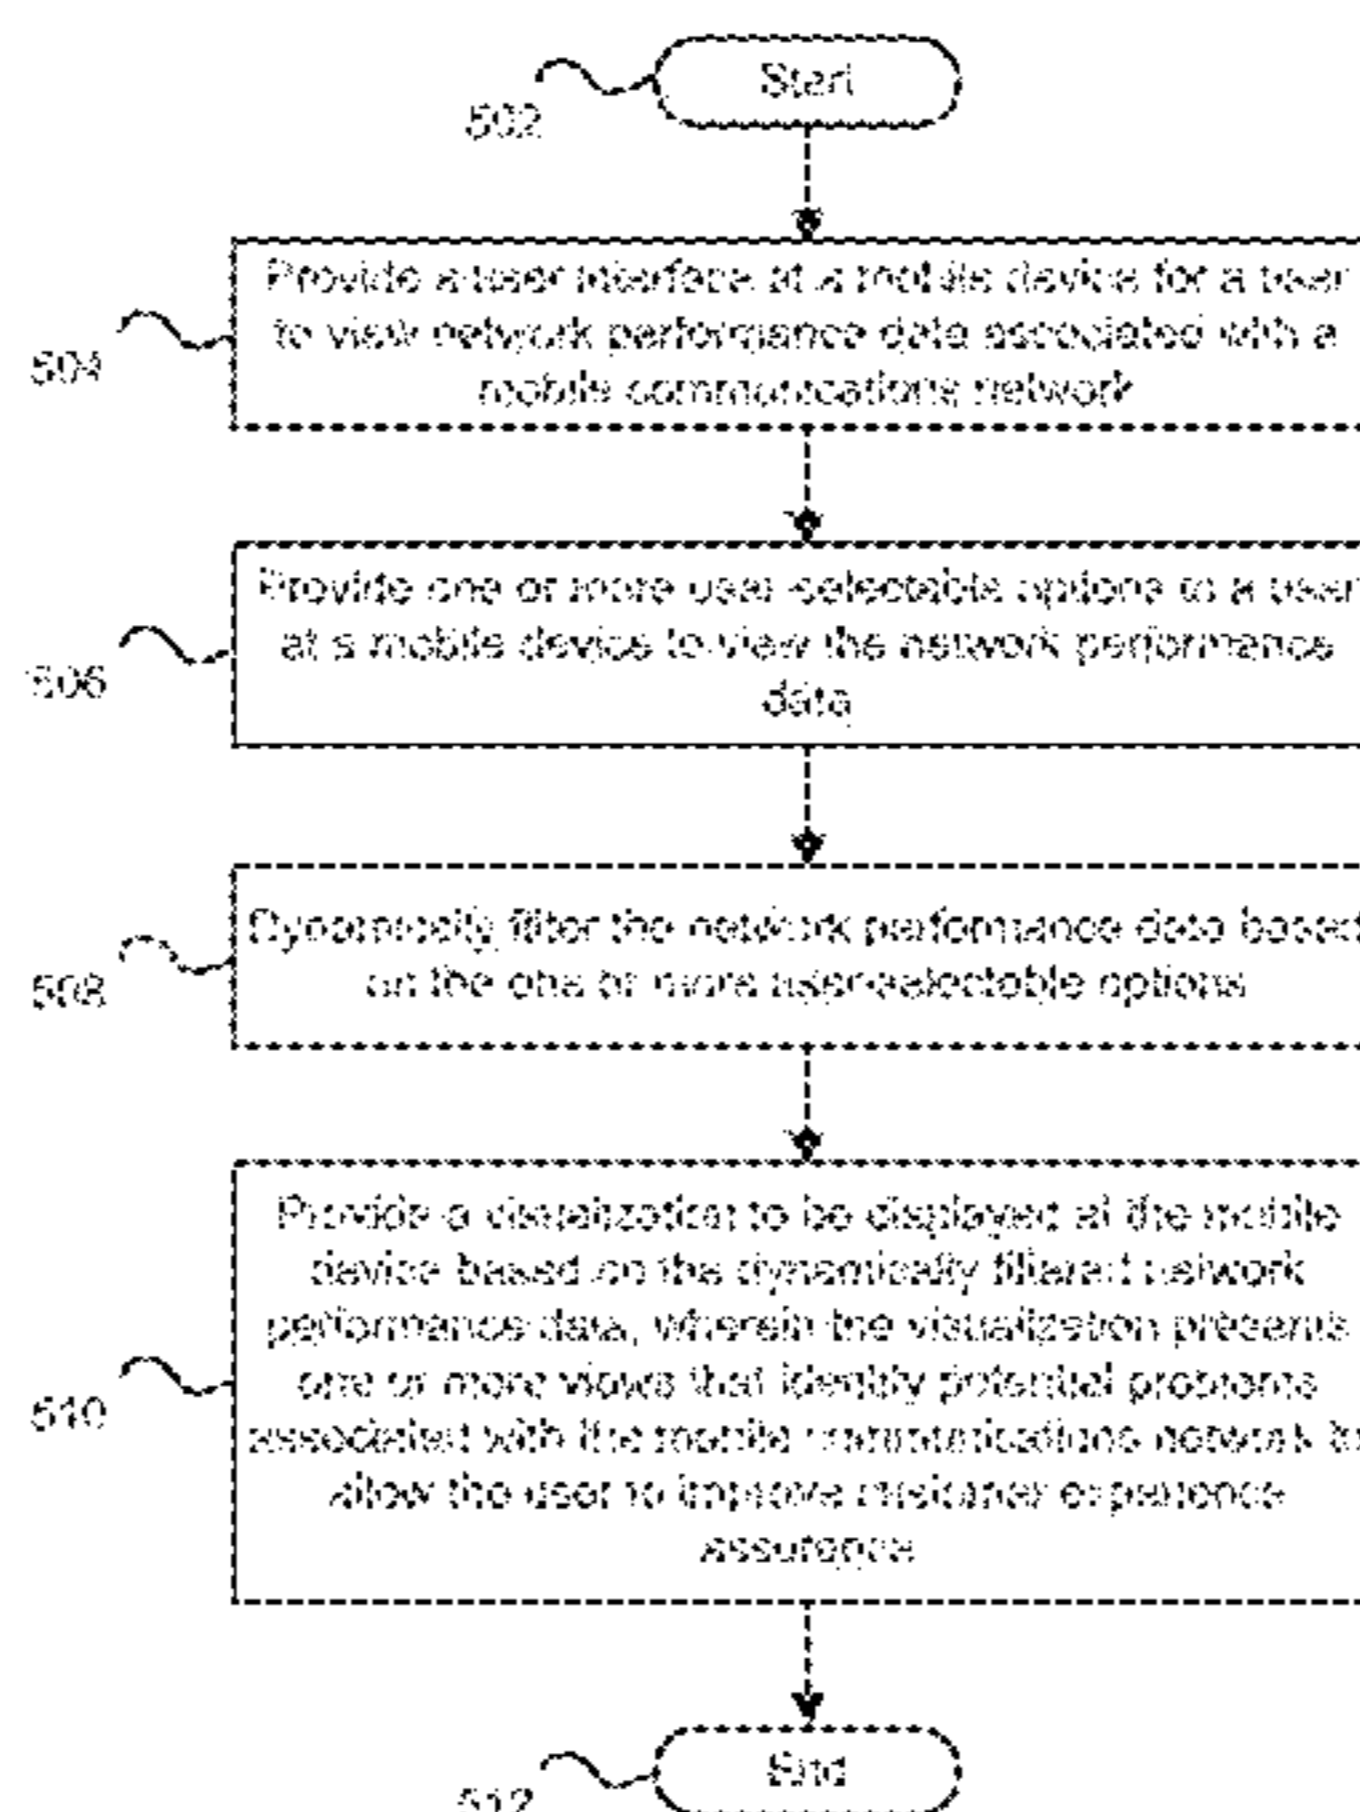 Start
502
Provide a user interface at a mobile device for a user
to view network performance data associated with a
mobile communications network
504
Provide one or more user-selectable options to a user
at a mobile device to view the network performance
data
506
Dynamically filter the network performance data based
on the one or more user-selectable options
508
Provide a visualization to be displayed at the mobile
device based on the dynamically filtered network
performance data, wherein the visualization presents
one or more views that identify potential problems
associated with the mobile communications network to
allow the user to improve customer experience
assurance
510
End
512